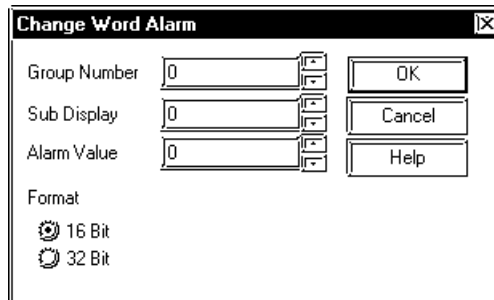 Change Word Alarm
Group Number 0 OK
Sub Display 0 Cancel
Alarm Value 0 Help
Format
16 Bit
32 Bit